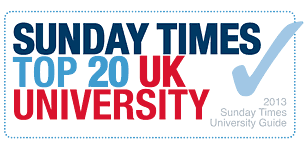 SUNDAY TIMES
TOP 20 UK
UNIVERSITY
2013
Sunday Times
University Guide